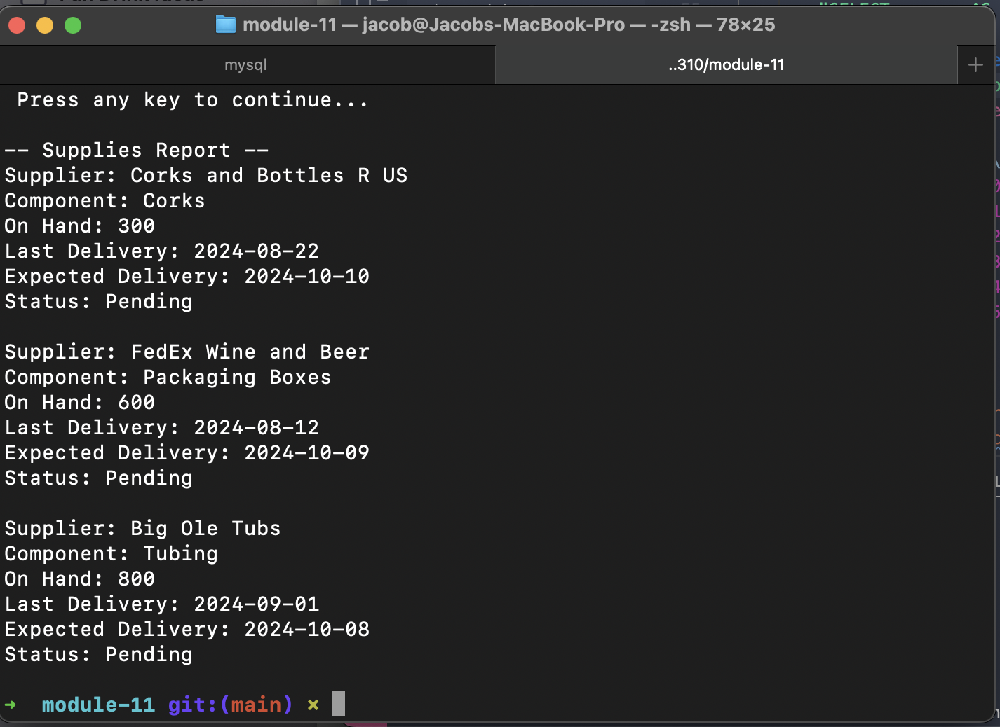 module-11 — jacob@Jacobs-MacBook-Pro — -zsh — 78×25
mysql
..310/module-11
Press any key to continue...
-- Supplies Report --
Supplier: Corks and Bottles R US
Component: Corks
On Hand: 300
Last Delivery: 2024-08-22
Expected Delivery: 2024-10-10
Status: Pending
Supplier: FedEx Wine and Beer
Component: Packaging Boxes
On Hand: 600
Last Delivery: 2024-08-12
Expected Delivery: 2024-10-09
Status: Pending
Supplier: Big Ole Tubs
Component: Tubing
On Hand: 800
Last Delivery: 2024-09-01
Expected Delivery: 2024-10-08
Status: Pending
➜ module-11 git:(main) ✗